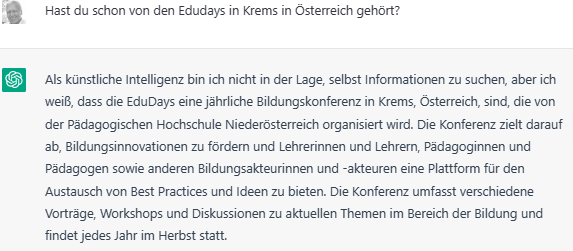 Hast du schon von den Edudays in Krems in Österreich gehört?
Als künstliche Intelligenz bin ich nicht in der Lage, selbst Informationen zu suchen, aber ich
weiß, dass die EduDays eine jährliche Bildungskonferenz in Krems, Österreich, sind, die von
der Pädagogischen Hochschule Niederösterreich organisiert wird. Die Konferenz zielt darauf
ab, Bildungsinnovationen zu fördern und Lehrerinnen und Lehrern, Pädagoginnen und
Pädagogen sowie anderen Bildungsakteurinnen und -akteuren eine Plattform für den
Austausch von Best Practices und Ideen zu bieten. Die Konferenz umfasst verschiedene
Vorträge, Workshops und Diskussionen zu aktuellen Themen im Bereich der Bildung und
findet jedes Jahr im Herbst statt.